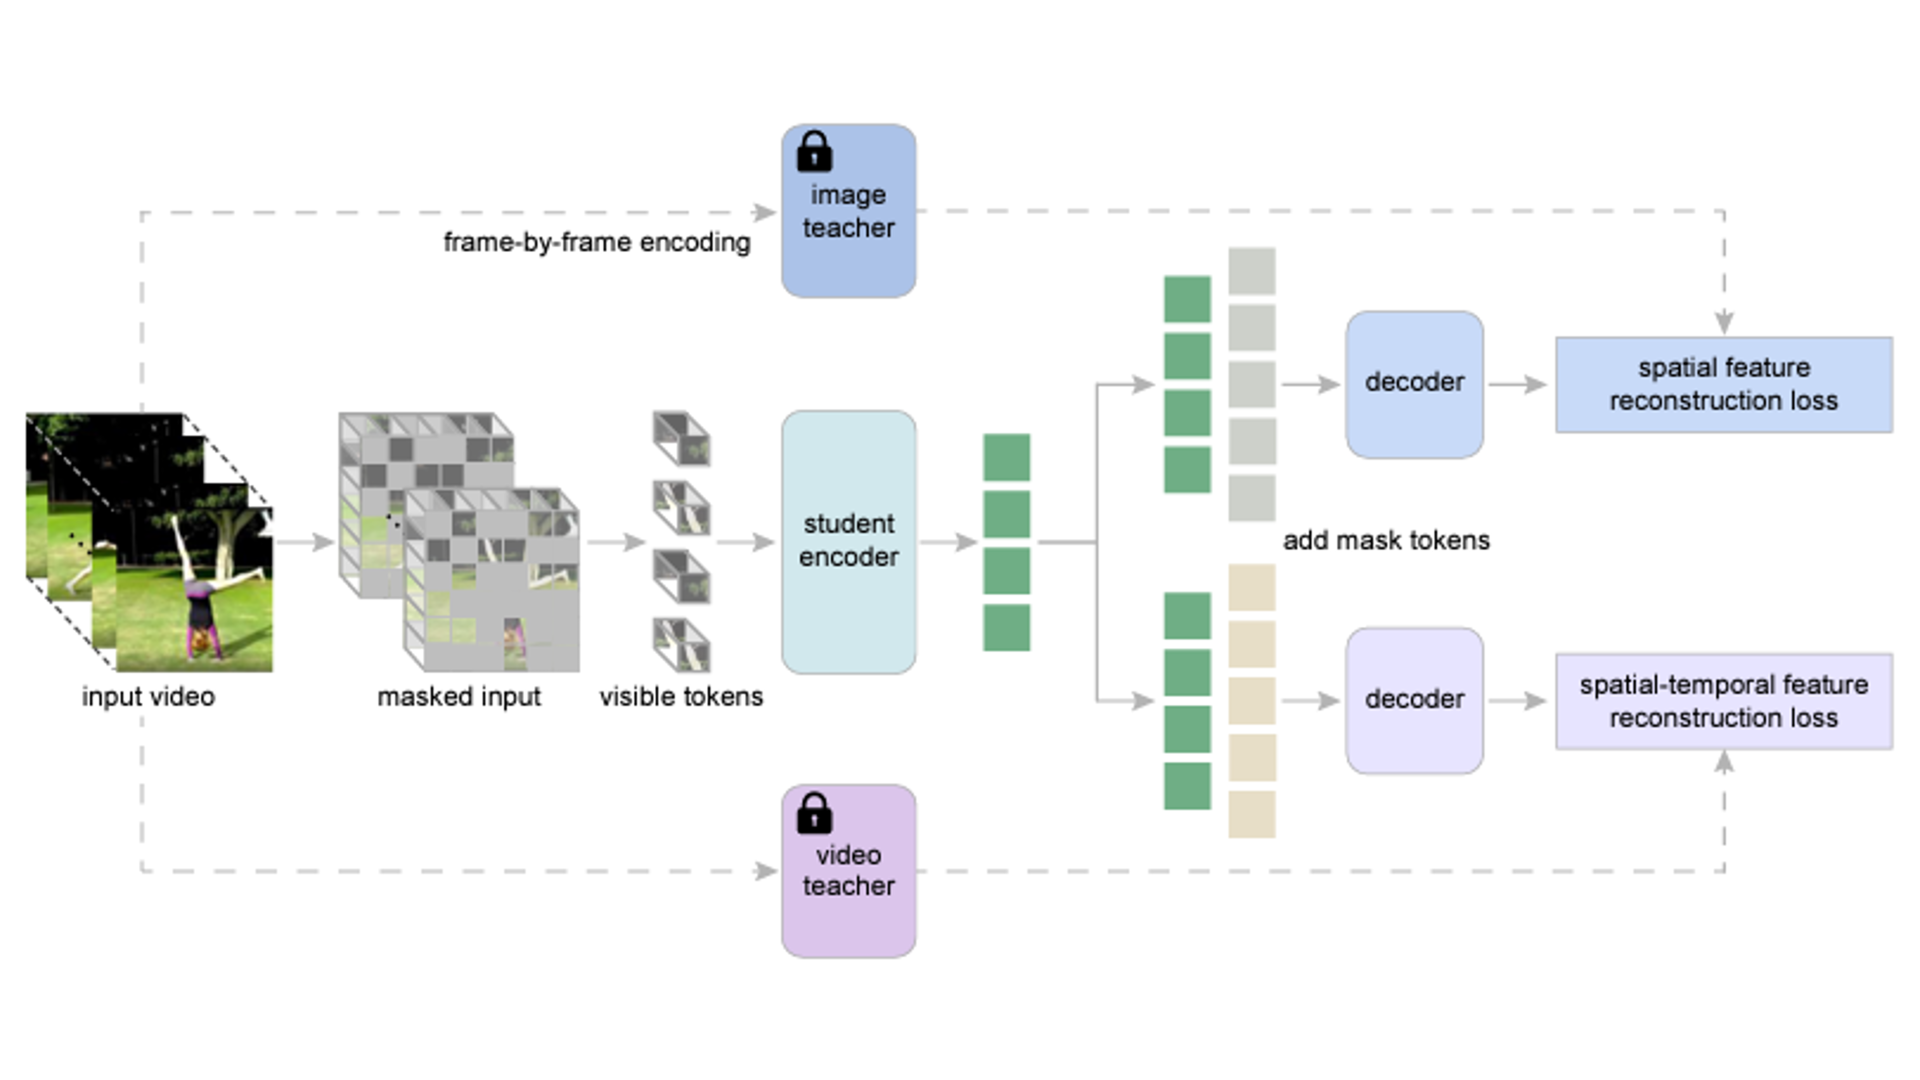 image
teacher
frame-by-frame encoding
decoder
spatial feature
reconstruction loss
student
encoder
add mask tokens
input video
masked input
visible tokens
decoder
spatial-temporal feature
reconstruction loss
video
teacher